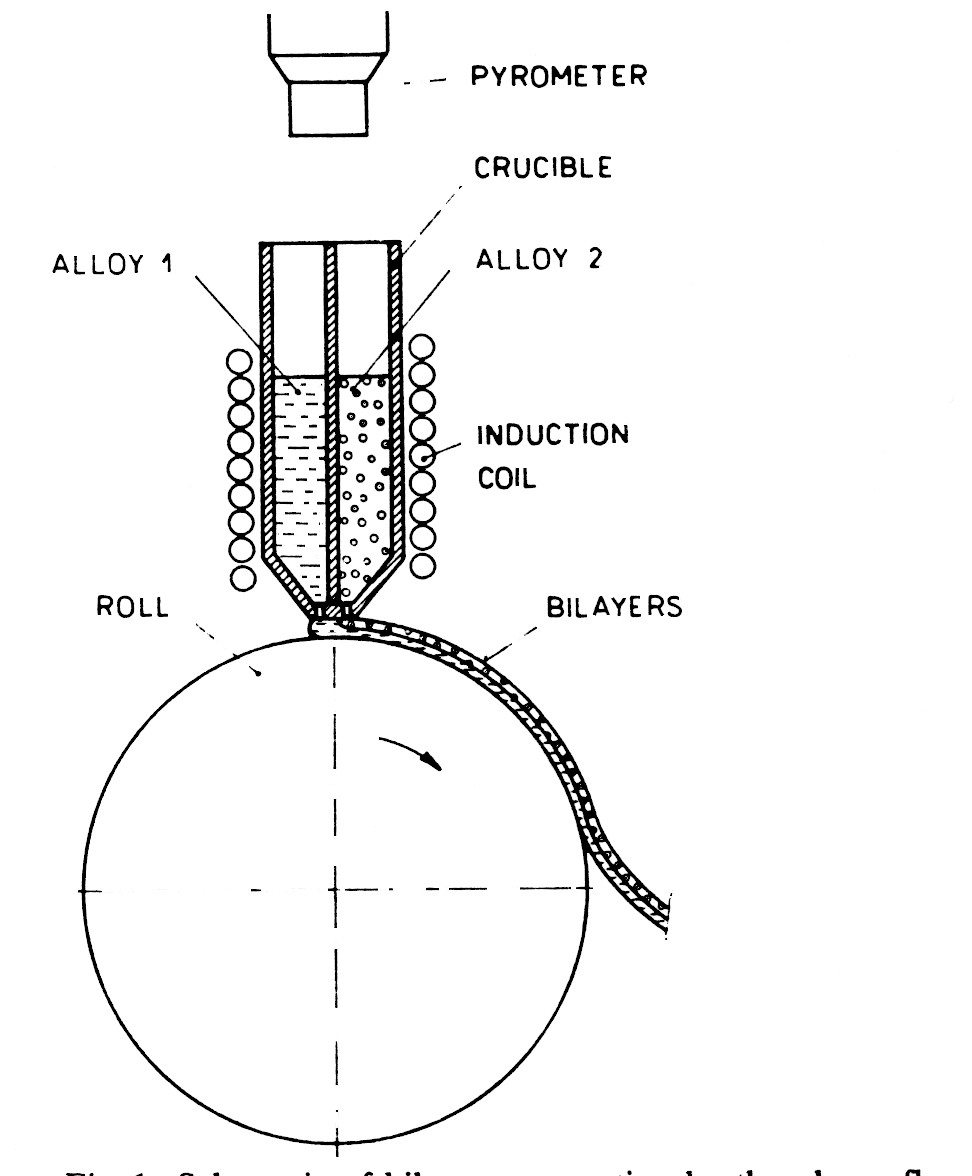 PYROMETER
CRUCIBLE
ALLOY 1
ALLOY 2
INDUCTION
COIL
ROLL
BILAYERS